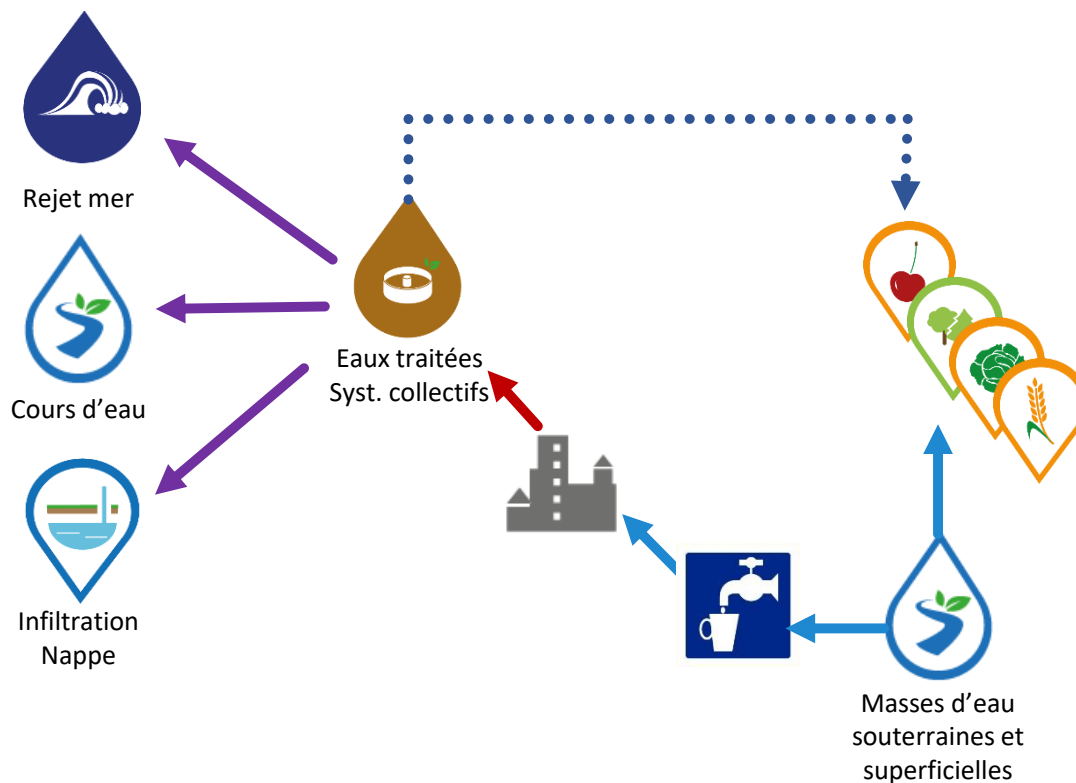 Rejet mer
Cours d’eau
Infiltration
Nappe
Eaux traitées
Syst. collectifs
Masses d’eau
souterraines et
superficielles